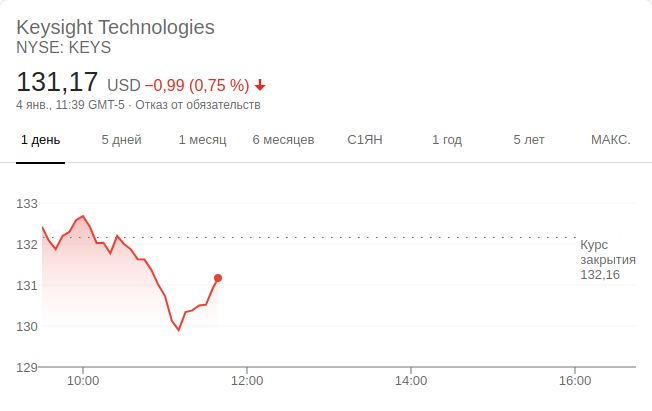 Keysight Technologies
NYSE: KEYS
131,17 USD −0,99 (0,75 %)
4 янв., 11:39 GMT-5 · Отказ от обязательств
1 день 5 дней 1 месяц 6 месяцев С1ЯН 1 год 5 лет МАКС.
133
132
131
130
129
Курс
закрытия
132,16
10:00 12:00 14:00 16:00